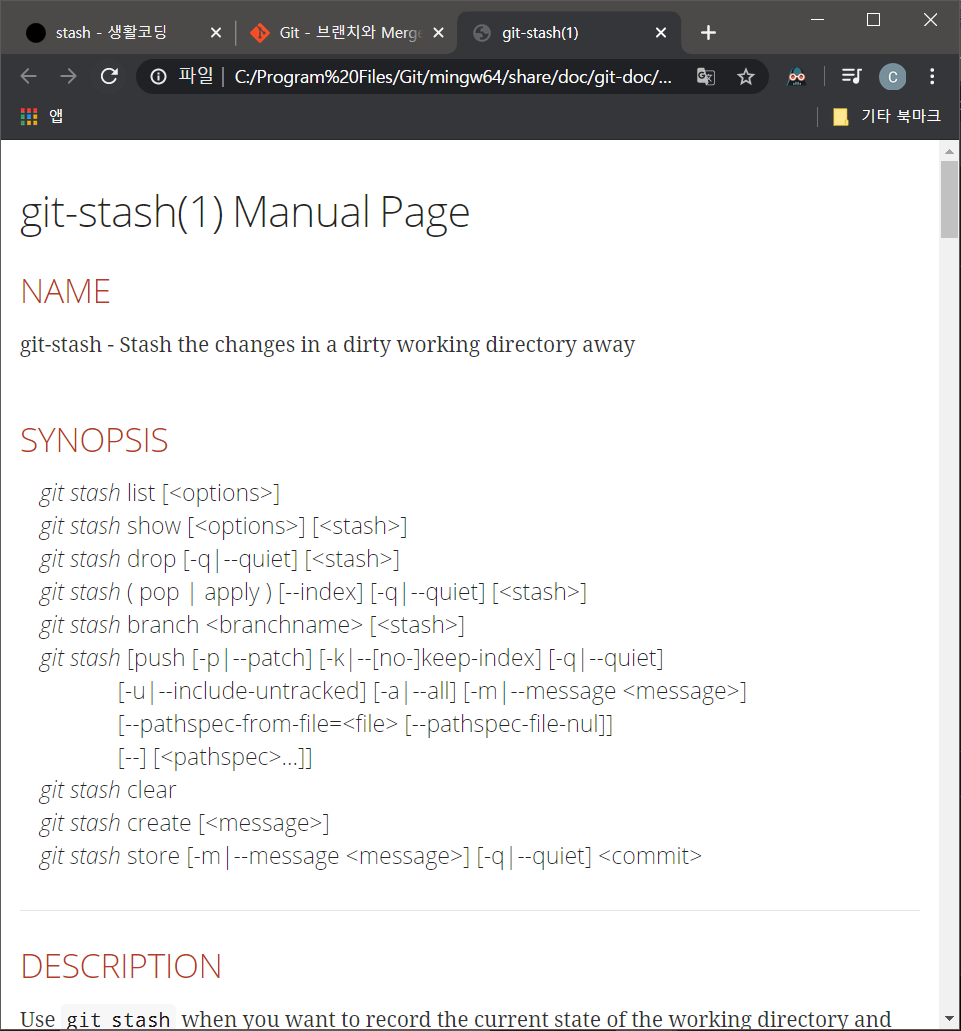 stash - 생활코딩
Git - 브랜치와 Merge
git-stash(1)
파일 | C:/Program%20Files/Git/mingw64/share/doc/git-doc/...
C
앱
기타 북마크
git-stash(1) Manual Page
NAME
git-stash - Stash the changes in a dirty working directory away
SYNOPSIS
git stash list [<options>]
git stash show [<options>] [<stash>]
git stash drop [-q|--quiet] [<stash>]
git stash ( pop | apply ) [--index] [-q|--quiet] [<stash>]
git stash branch <branchname> [<stash>]
git stash [push [-p|--patch] [-k|--[no-]keep-index] [-q|--quiet]
[-u|--include-untracked] [-a|--all] [-m|--message <message>]
[--pathspec-from-file=<file> [--pathspec-file-nul]]
[--] [<pathspec>...]]
git stash clear
git stash create [<message>]
git stash store [-m|--message <message>] [-q|--quiet] <commit>
DESCRIPTION
Use git stash when you want to record the current state of the working directory and